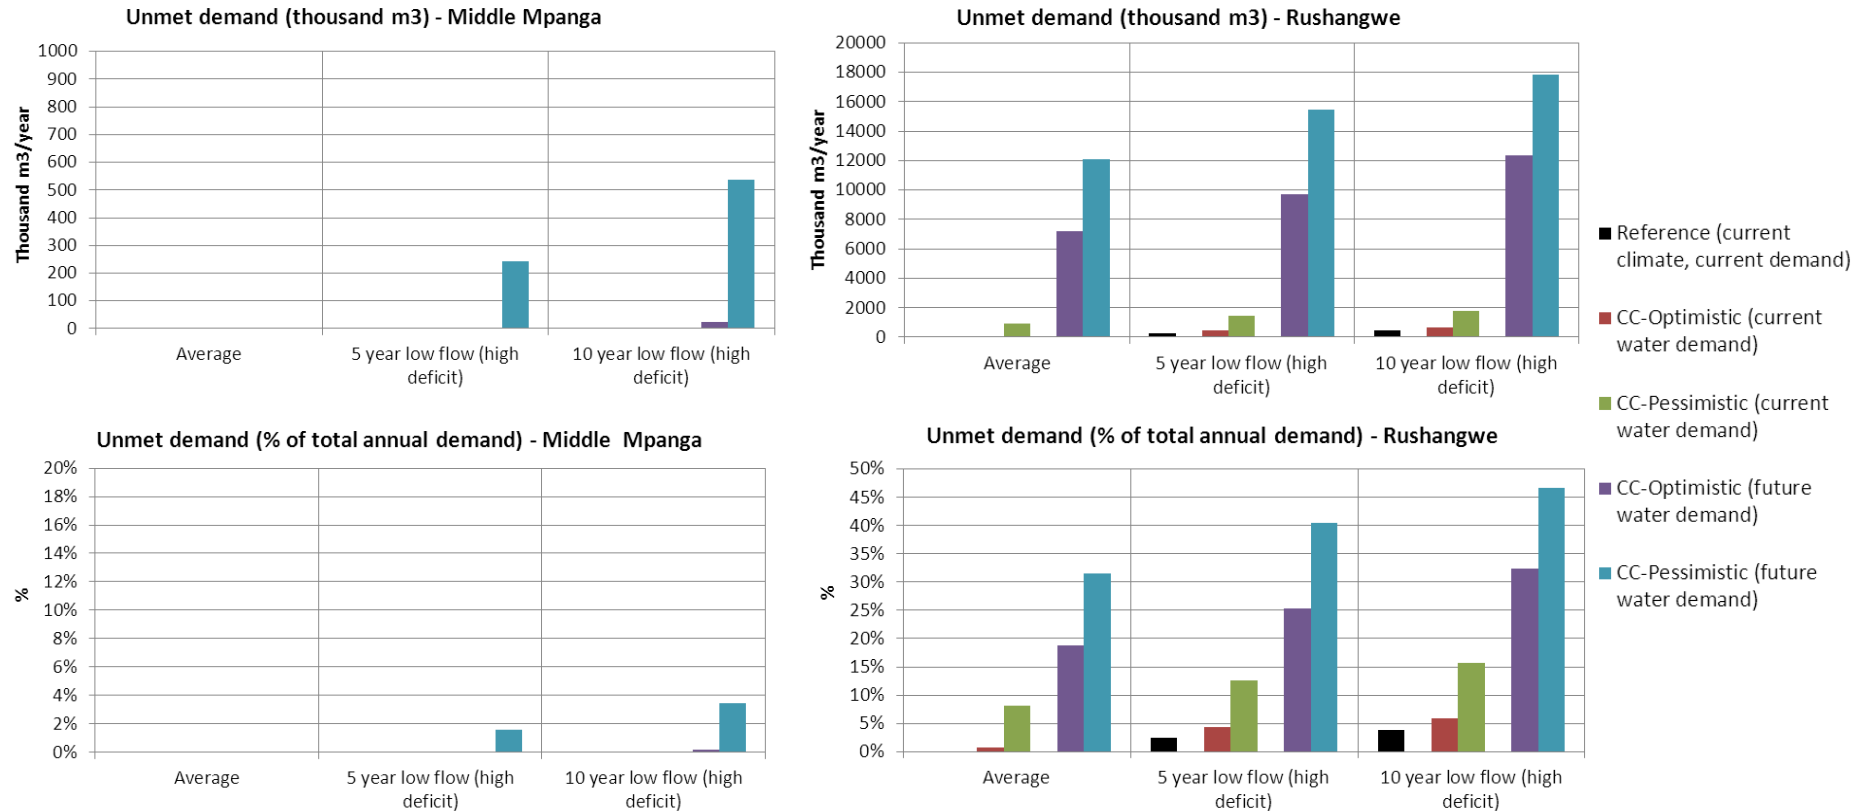 Unmet demand (thousand m3) - Middle Mpanga
Thousand m3/year
1000
900
800
700
600
500
400
300
200
100
0
Average
5 year low flow (high
deficit)
10 year low flow (high
deficit)
Unmet demand (thousand m3) - Rushangwe
Thousand m3/year
20000
18000
16000
14000
12000
10000
8000
6000
4000
2000
0
Average
5 year low flow (high
deficit)
10 year low flow (high
deficit)
Unmet demand (% of total annual demand) - Middle  Mpanga
%
20%
18%
16%
14%
12%
10%
8%
6%
4%
2%
0%
Average
5 year low flow (high
deficit)
10 year low flow (high
deficit)
Unmet demand (% of total annual demand) - Rushangwe
%
50%
45%
40%
35%
30%
25%
20%
15%
10%
5%
0%
Average
5 year low flow (high
deficit)
10 year low flow (high
deficit)
Reference (current
climate, current demand)
CC-Optimistic (current
water demand)
CC-Pessimistic (current
water demand)
CC-Optimistic (future
water demand)
CC-Pessimistic (future
water demand)